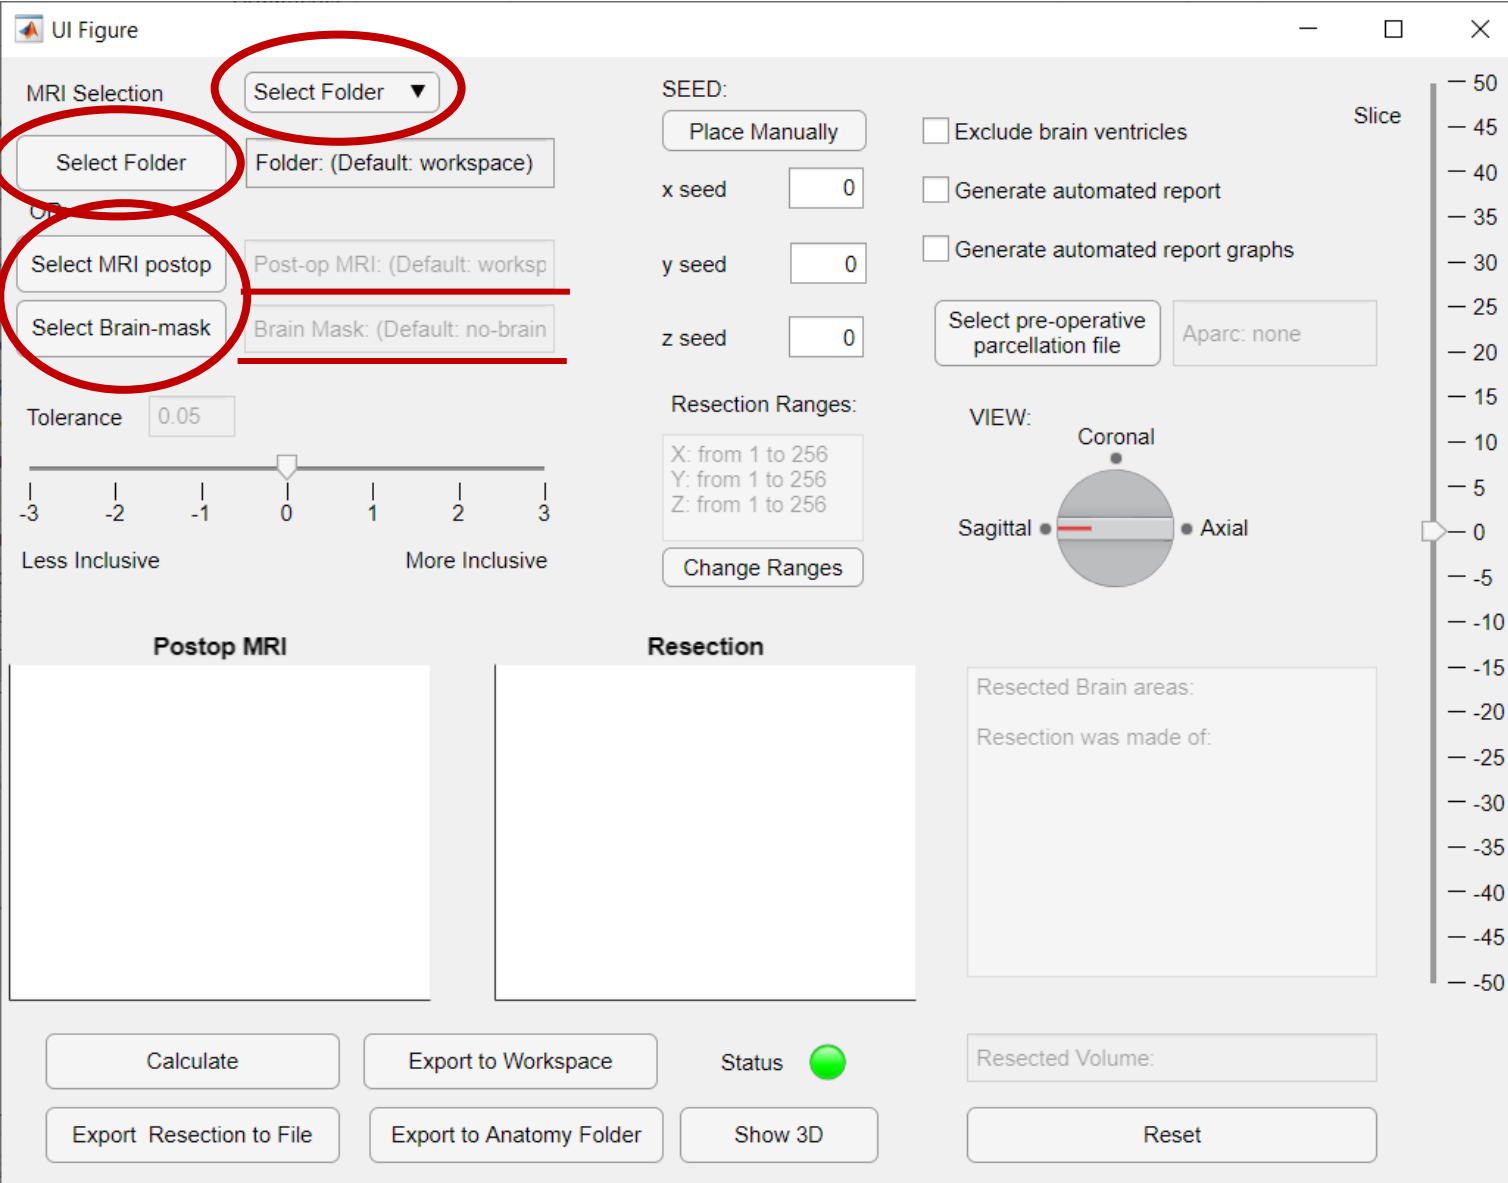 UI Figure
MRI Selection
Select Folder
Select Folder
Folder: (Default: workspace)
OR:
Select MRI postop
Post-op MRI: (Default: worksp
Select Brain-mask
Brain Mask: (Default: no-brain
Tolerance
0.05
-3 -2 -1 0 1 2 3
Less Inclusive
More Inclusive
SEED:
Place Manually
x seed
0
y seed
0
z seed
0
Resection Ranges:
X: from 1 to 256
Y: from 1 to 256
Z: from 1 to 256
Change Ranges
Exclude brain ventricles
Generate automated report
Generate automated report graphs
Select pre-operative
parcellation file
Aparc: none
VIEW:
Coronal
Sagittal
Axial
Slice
50
45
40
35
30
25
20
15
10
5
0
-5
-10
-15
-20
-25
-30
-35
-40
-45
-50
Postop MRI
Resection
Resected Brain areas:
Resection was made of:
Calculate
Export to Workspace
Status
Resected Volume:
Export Resection to File
Export to Anatomy Folder
Show 3D
Reset